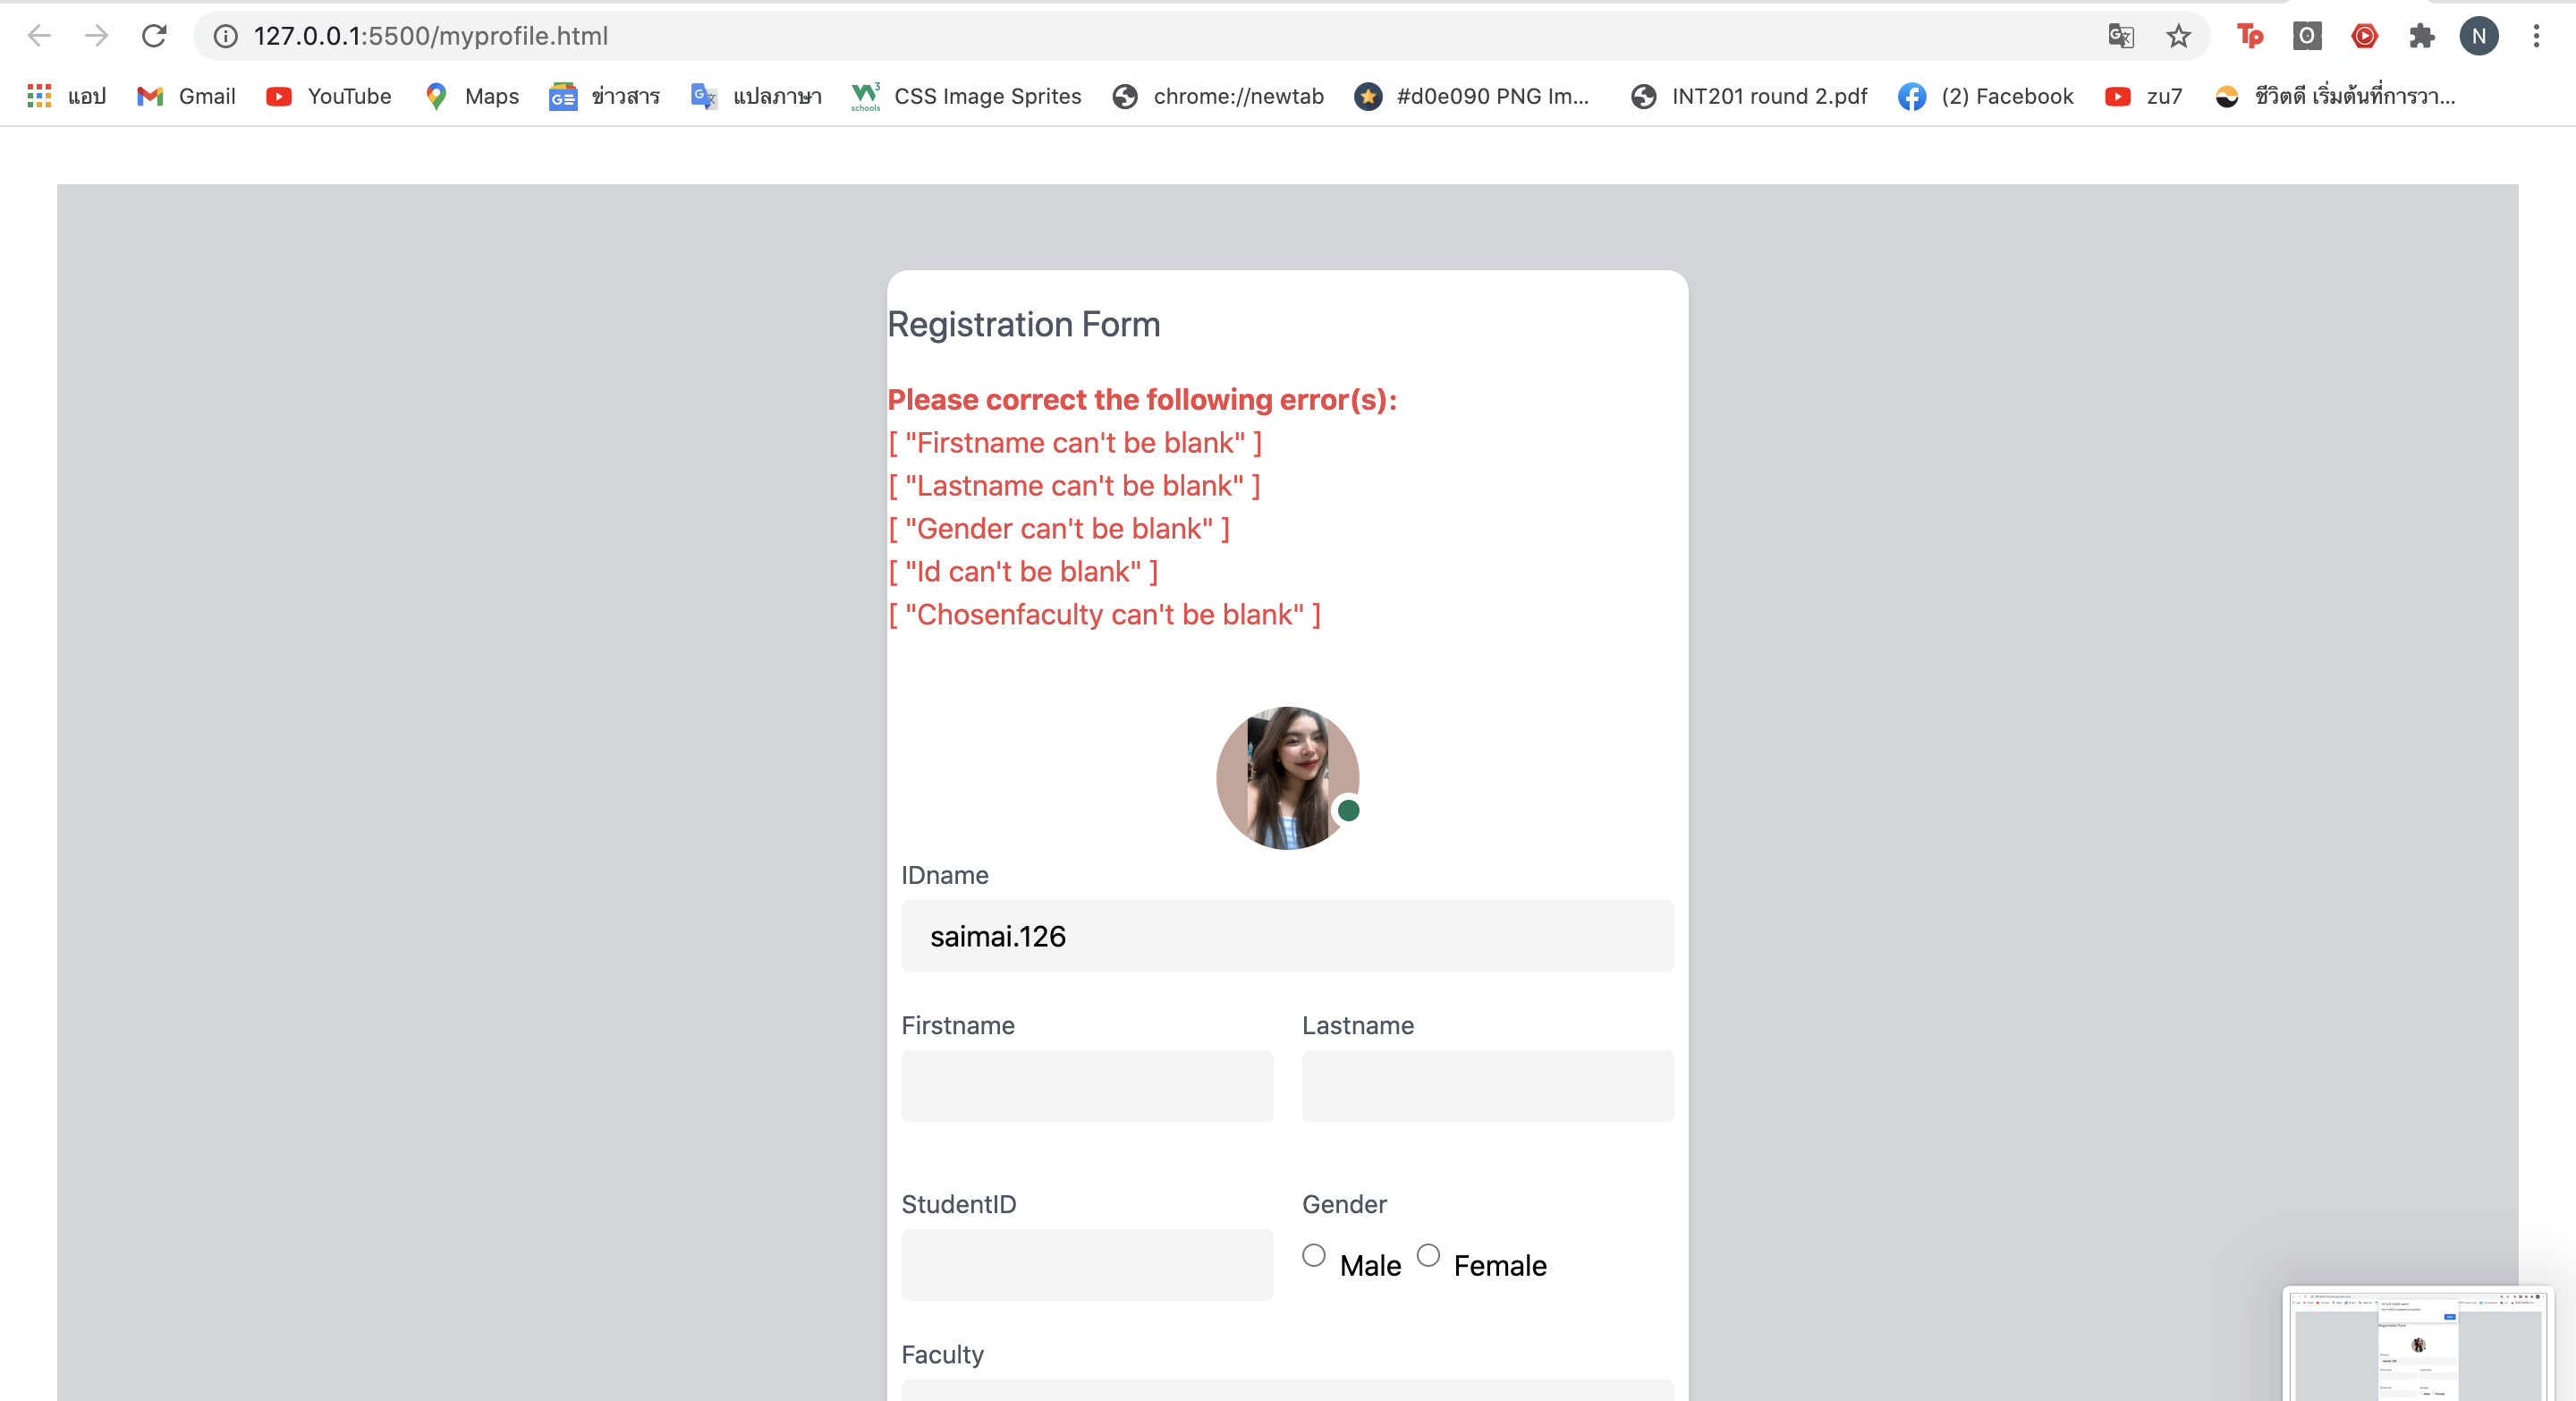 127.0.0.1:5500/myprofile.html
Tp
O
N
แอป Gmail YouTube Maps ข่าวสาร แปลภาษา CSS Image Sprites chrome://newtab #d0e090 PNG Im... INT201 round 2.pdf (2) Facebook zu7 ชีวิตดี เริ่มต้นที่การวา...
Registration Form
Please correct the following error(s):
[ "Firstname can't be blank" ]
[ "Lastname can't be blank" ]
[ "Gender can't be blank" ]
[ "Id can't be blank" ]
[ "Chosenfaculty can't be blank" ]
IDname
saimai.126
Firstname Lastname
StudentID Gender
Male Female
Faculty